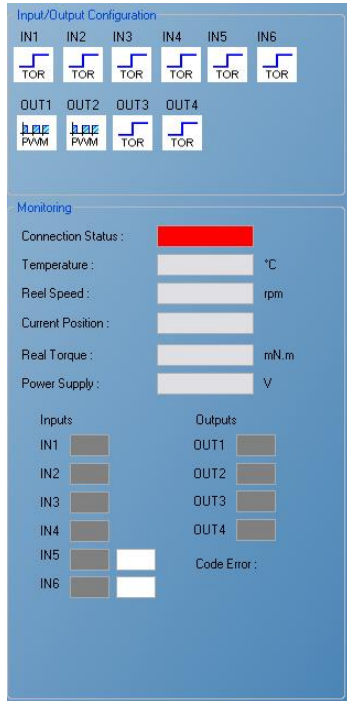 Input/Output Configuration
IN1 IN2 IN3 IN4 IN5 IN6
TOR TOR TOR TOR TOR TOR
OUT1 OUT2 OUT3 OUT4
PWM PWM TOR TOR
Monitoring
Connection Status :
Temperature : °C
Reel Speed : rpm
Current Position :
Real Torque : mN.m
Power Supply : V
Inputs Outputs
IN1 OUT1
IN2 OUT2
IN3 OUT3
IN4 OUT4
IN5 Code Error :
IN6